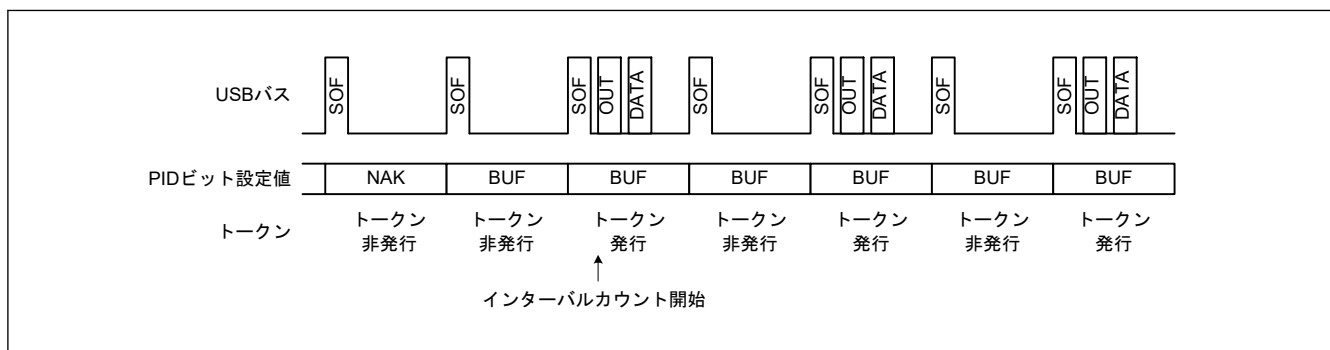 SOF SOF SOF OUT DATA SOF SOF OUT DATA SOF SOF OUT DATA
USBバス
PIDビット設定値 NAK BUF BUF BUF BUF BUF BUF
トークン
トークン 非発行
トークン 非発行
トークン 発行
トークン 非発行
トークン 発行
トークン 非発行
トークン 発行
インターバルカウント開始